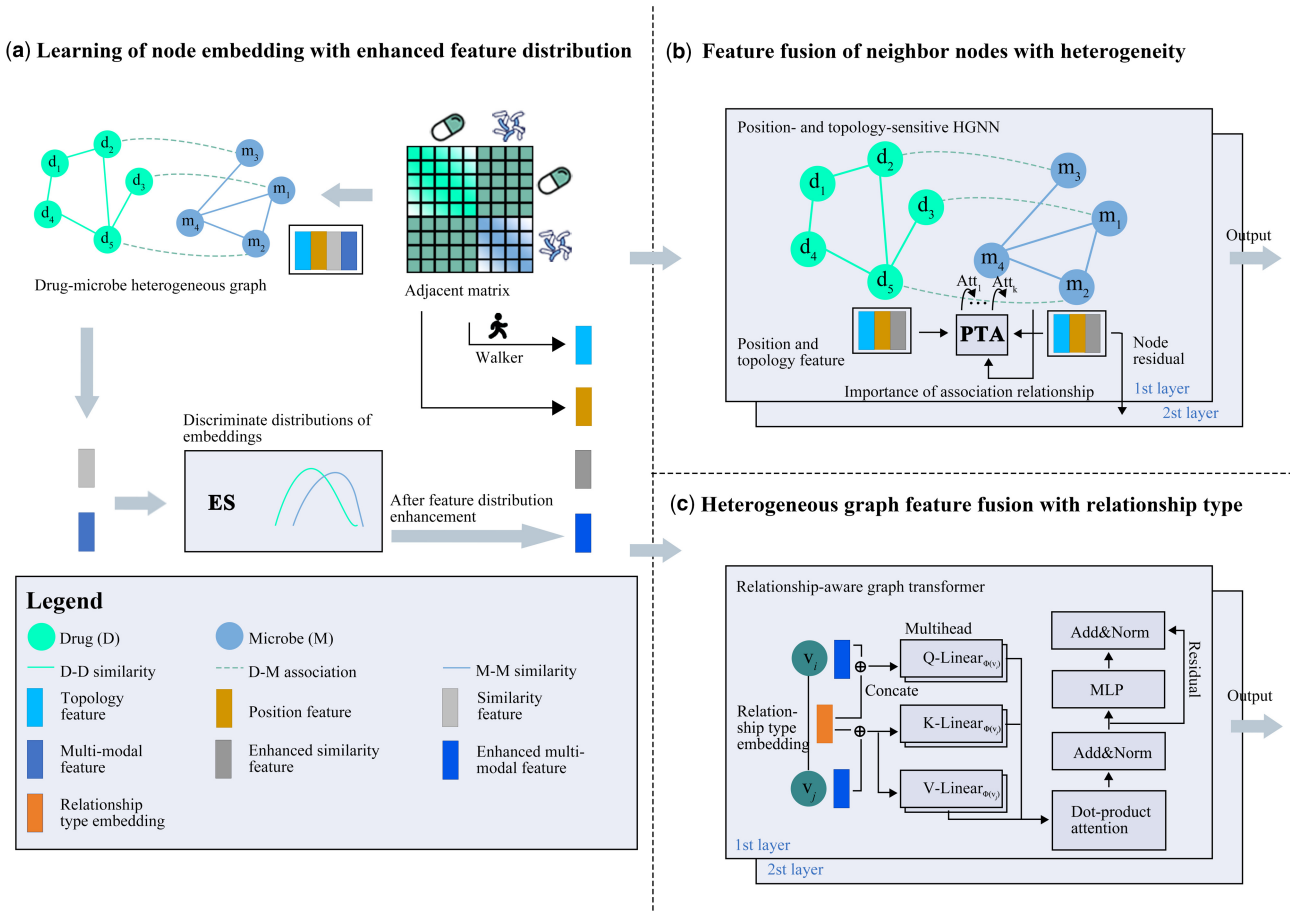 (a) Learning of node embedding with enhanced feature distribution
d2
d1
d3
d4
d5
m3
m1
m4
m2
Drug-microbe heterogeneous graph
Adjacent matrix
Walker
Discriminate distributions of
embeddings
ES
After feature distribution
enhancement
Legend
Drug (D)
Microbe (M)
D-D similarity
D-M association
M-M similarity
Topology
feature
Position feature
Similarity
feature
Multi-modal
feature
Enhanced similarity
feature
Enhanced multi-
modal feature
Relationship
type embedding
(b) Feature fusion of neighbor nodes with heterogeneity
Position- and topology-sensitive HGNN
d2
d1
d3
d4
d5
m3
m1
m4
m2
Att1
...
Attk
PTA
Position and
topology feature
Node
residual
Importance of association relationship
1st layer
2st layer
Output
(c) Heterogeneous graph feature fusion with relationship type
Relationship-aware graph transformer
Multihead
vi
⊕
Q-LinearΦ(vi)
Concate
Relation-
ship type
embedding
⊕
K-LinearΦ(vj)
vj
V-LinearΦ(vj)
Add&Norm
MLP
Residual
Add&Norm
Dot-product
attention
1st layer
2st layer
Output